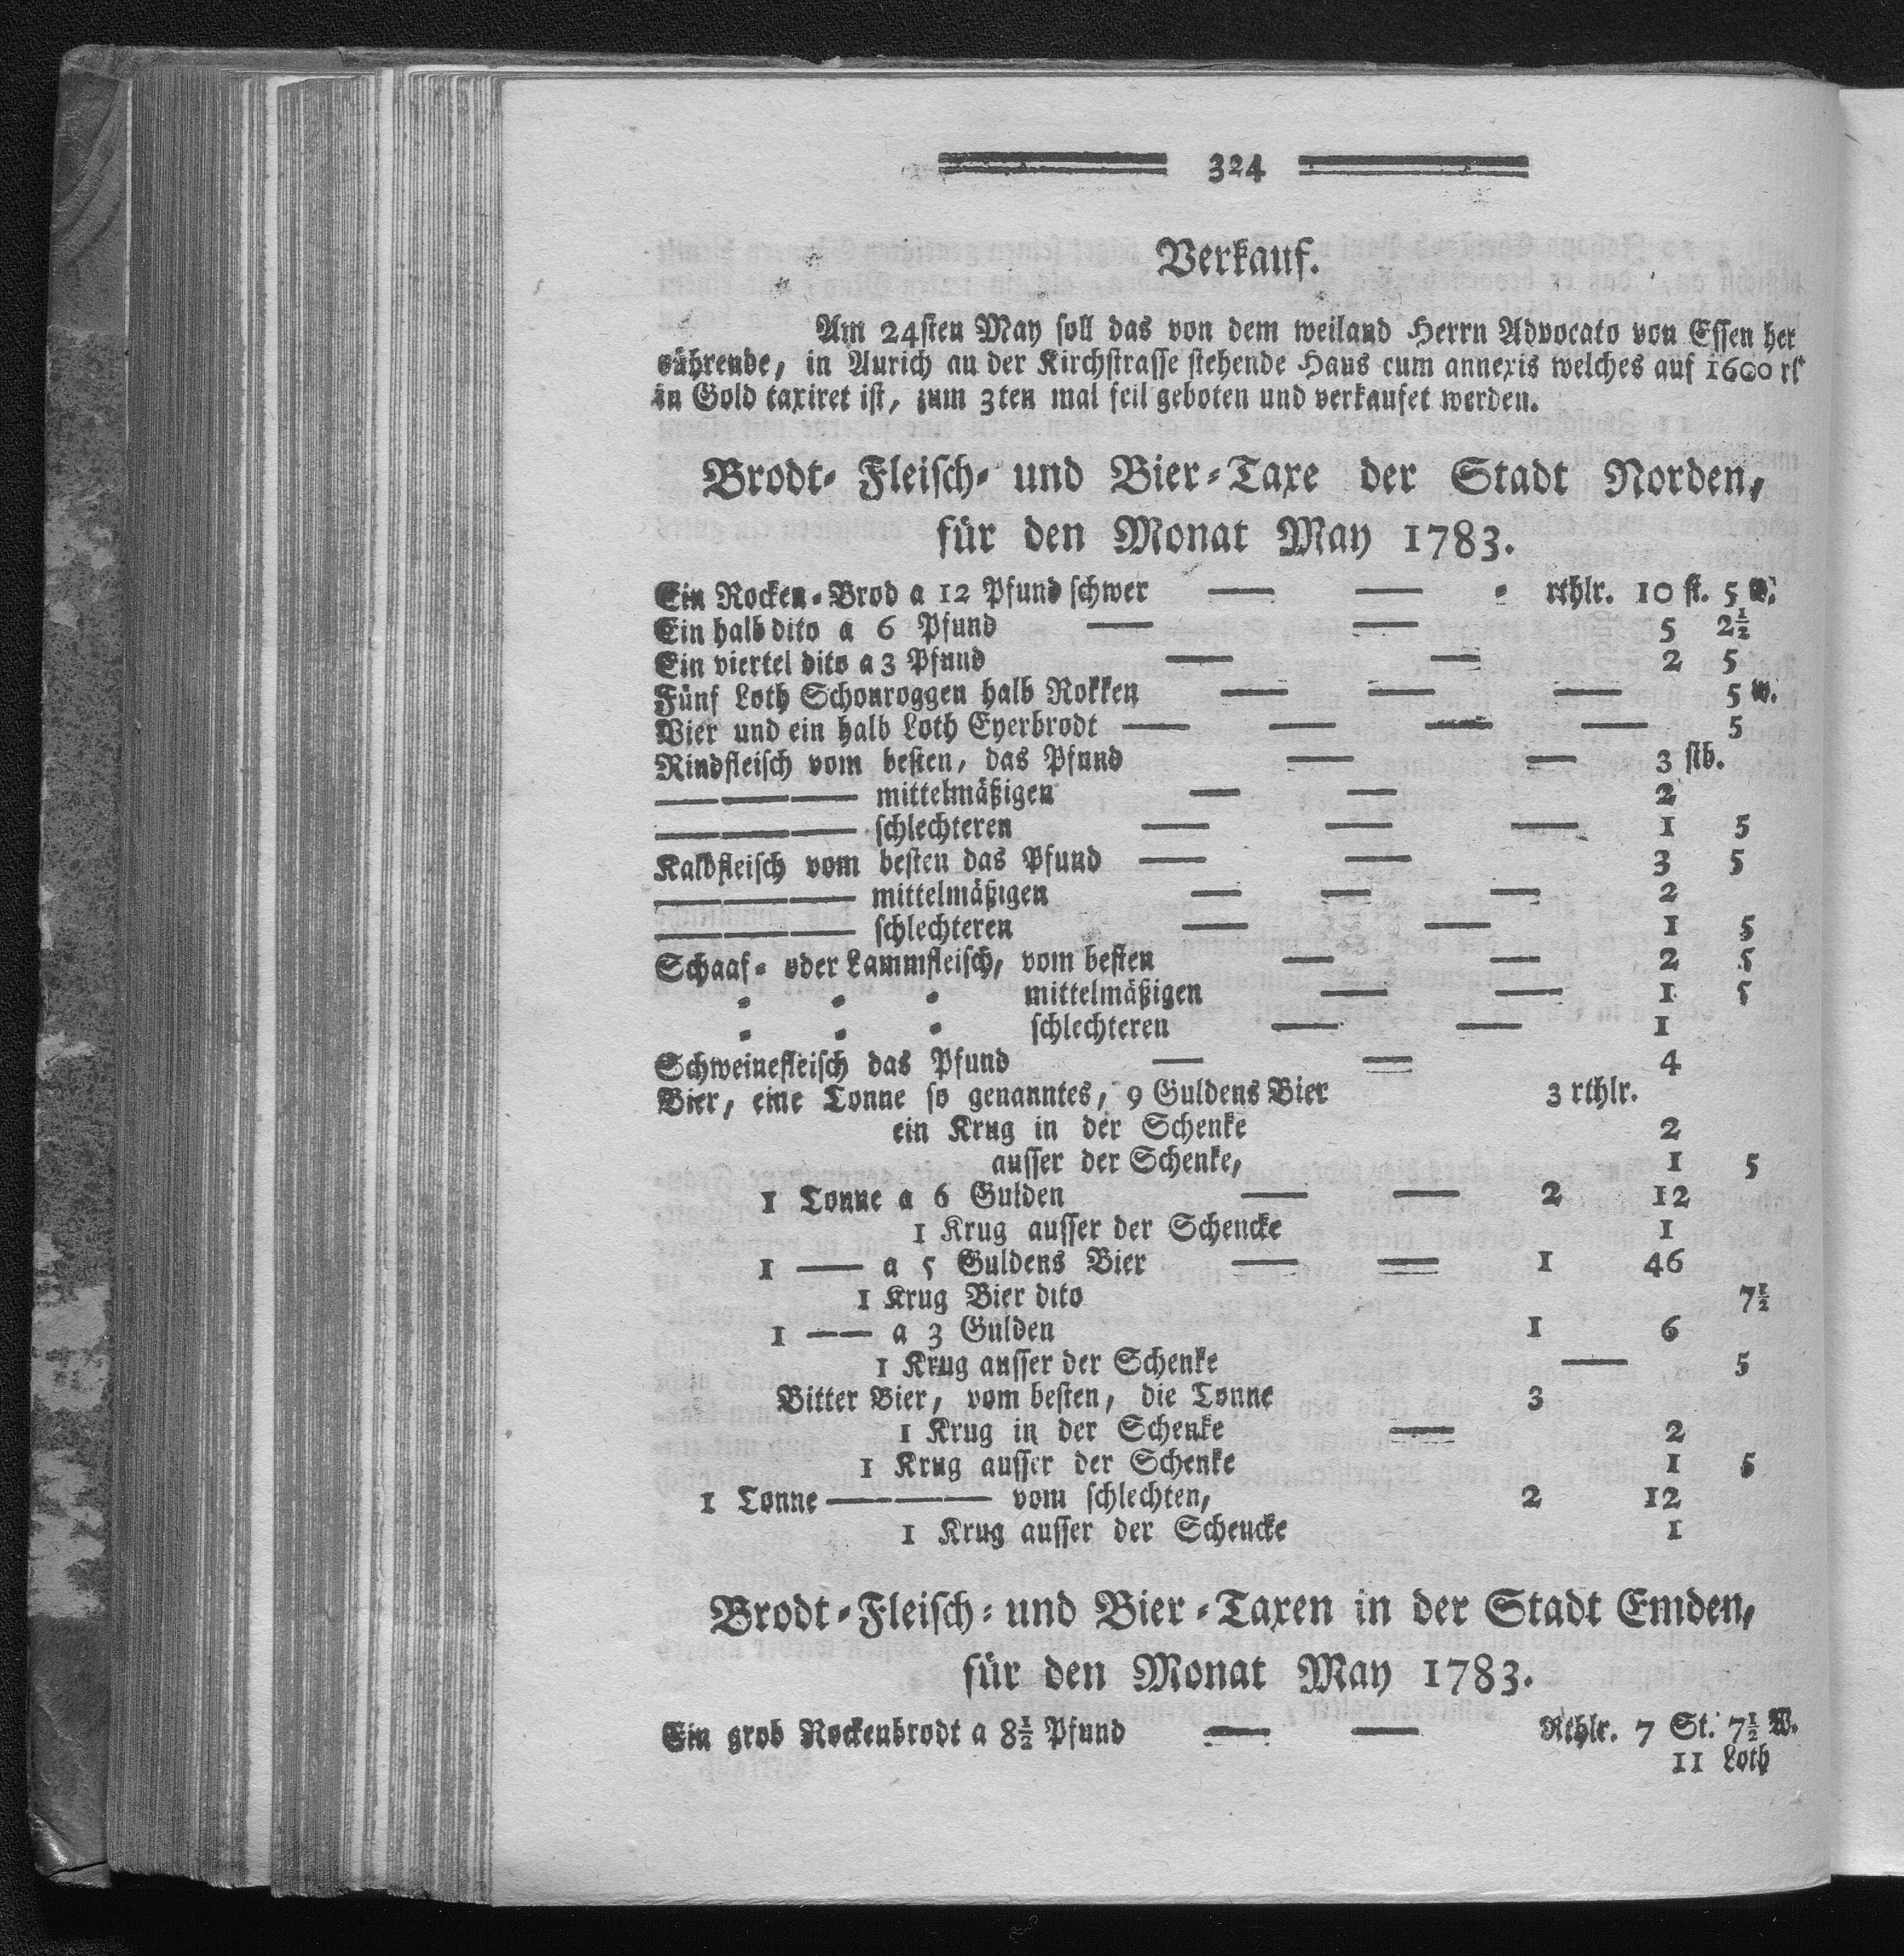 324
Verkauf.
Am 24sten May soll das von dem weiland Herrn Advocato von Essen her
rührende, in Aurich an der Kirchstrasse stehende Haus cum annexis welches auf 1600 rl
in Gold taxiret ist, zum 3ten mal feil geboten und verkaufet werden.
Brodt- Fleisch- und Bier-Taxe der Stadt Norden,
für den Monat May 1783.
Ein Rocken-Brod a 12 Pfund schwer — — - rthlr. 10 st. 5 w.
Ein halb dito a 6 Pfund — — 5 2½
Ein viertel dito a 3 Pfund — — 2 5
Fünf Loth Schonroggen halb Rokken — — — 5 w.
Vier und ein halb Loth Eyerbrodt — — — — 5
Rindfleisch vom besten, das Pfund — — 3 stb.
——— mittelmäßigen — — 2
——— schlechteren — — — 1 5
Kalbfleisch vom besten das Pfund — — 3 5
——— mittelmäßigen — — — 2
——— schlechteren — — 1 5
Schaaf- oder Lammfleisch, vom besten — — 2 5
- - - mittelmäßigen — — 1 5
- - - schlechteren — — 1
Schweinefleisch das Pfund — — 4
Bier, eine Tonne so genanntes, 9 Guldens Bier 3 rthlr.
ein Krug in der Schenke 2
ausser der Schenke, 1 5
1 Tonne a 6 Gulden — — 2 12
1 Krug ausser der Schencke 1
1 — a 5 Guldens Bier — — 1 46
1 Krug Bier dito 7½
1 —— a 3 Gulden 1 6
1 Krug ausser der Schenke — 5
Bitter Bier, vom besten, die Tonne 3
1 Krug in der Schenke — 2
1 Krug ausser der Schenke 1 5
1 Tonne ——— vom schlechten, 2 12
1 Krug ausser der Schencke 1
Brodt-Fleisch-und Bier-Taxen in der Stadt Emden,
für den Monat May 1783.
Ein grob Rockenbrodt a 8½ Pfund — — Rthlr. 7 St. 7½ W.
11 Loth